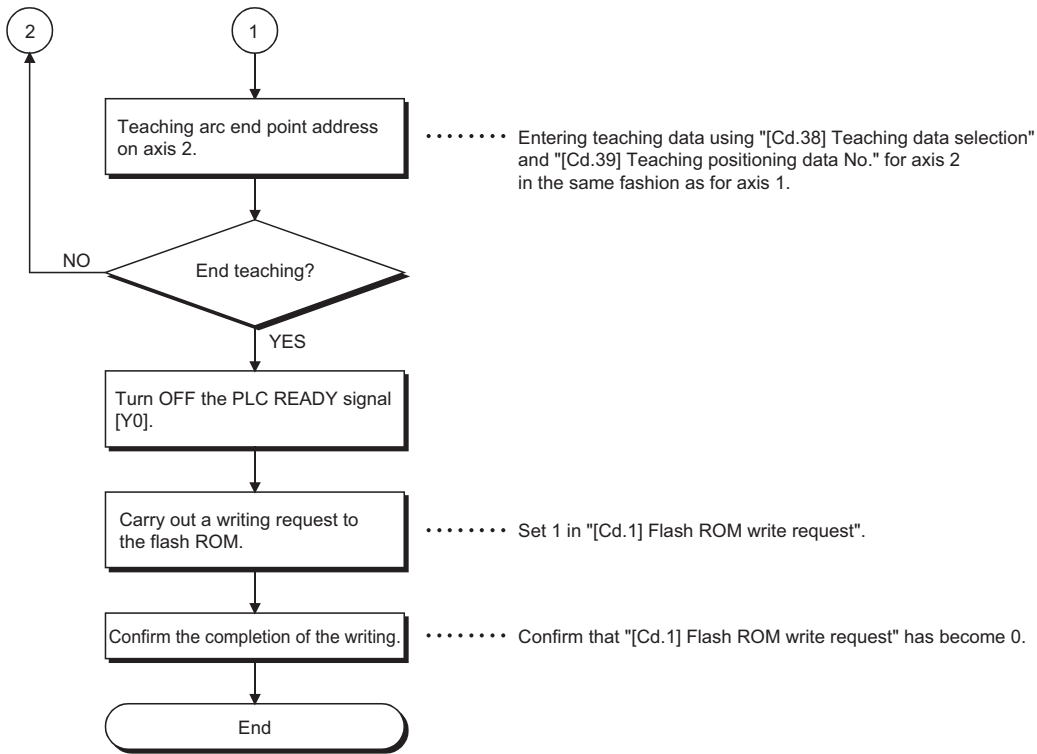 2
1
Teaching arc end point address
on axis 2.
Entering teaching data using "[Cd.38] Teaching data selection"
and "[Cd.39] Teaching positioning data No." for axis 2
in the same fashion as for axis 1.
NO
End teaching?
YES
Turn OFF the PLC READY signal
[Y0].
Carry out a writing request to
the flash ROM.
Set 1 in "[Cd.1] Flash ROM write request".
Confirm the completion of the writing.
Confirm that "[Cd.1] Flash ROM write request" has become 0.
End